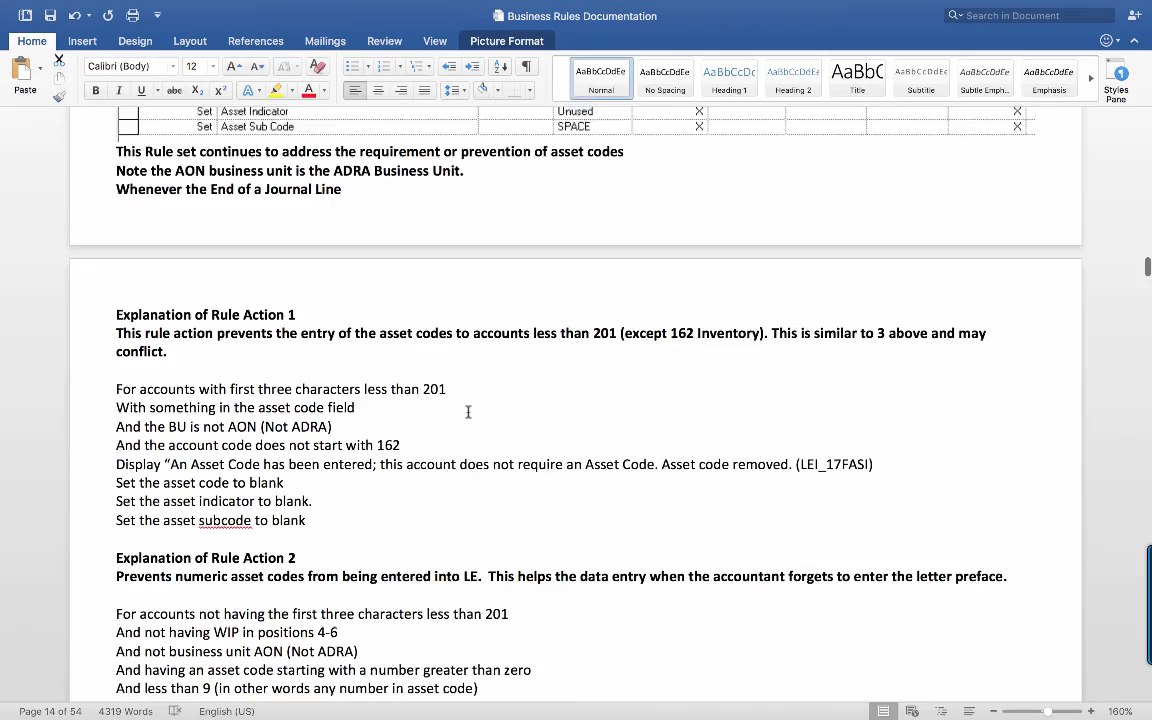 Business Rules Documentation
Search in Document
Home
Insert
Design
Layout
References
Mailings
Review
View
Picture Format
Paste
Calibri (Body)
12
AaBbCcDdEe
Normal
AaBbCcDdEe
No Spacing
AaBbCcDc
Heading 1
AaBbCcDdEe
Heading 2
AaBbC
Title
AaBbCcDdEe
Subtitle
AaBbCcDdEe
Subtle Emph...
AaBbCcDdEe
Emphasis
Styles
Pane
Set Asset Indicator Unused X X
Set Asset Sub Code SPACE X X
This Rule set continues to address the requirement or prevention of asset codes
Note the AON business unit is the ADRA Business Unit.
Whenever the End of a Journal Line
Explanation of Rule Action 1
This rule action prevents the entry of the asset codes to accounts less than 201 (except 162 Inventory). This is similar to 3 above and may
conflict.
For accounts with first three characters less than 201
With something in the asset code field
And the BU is not AON (Not ADRA)
And the account code does not start with 162
Display "An Asset Code has been entered; this account does not require an Asset Code. Asset code removed. (LEI_17FASI)
Set the asset code to blank
Set the asset indicator to blank.
Set the asset subcode to blank
Explanation of Rule Action 2
Prevents numeric asset codes from being entered into LE. This helps the data entry when the accountant forgets to enter the letter preface.
For accounts not having the first three characters less than 201
And not having WIP in positions 4-6
And not business unit AON (Not ADRA)
And having an asset code starting with a number greater than zero
And less than 9 (in other words any number in asset code)
Page 14 of 54
4319 Words
English (US)
160%